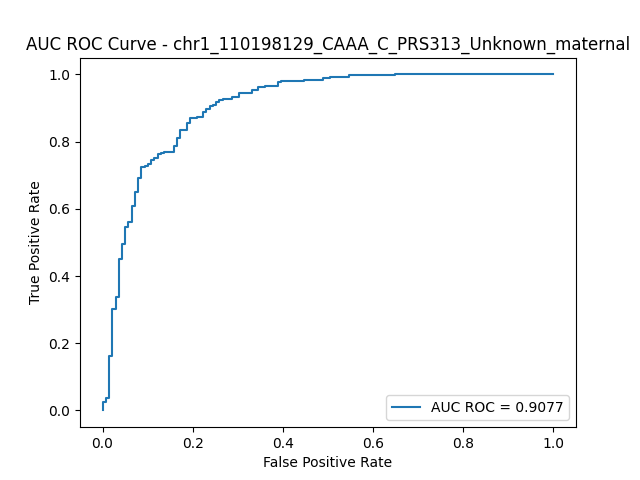 AUC ROC Curve - chr1_110198129_CAAA_C_PRS313_Unknown_maternal
1.0
0.8
0.6
0.4
0.2
0.0
True Positive Rate
AUC ROC = 0.9077
0.0 0.2 0.4 0.6 0.8 1.0
False Positive Rate